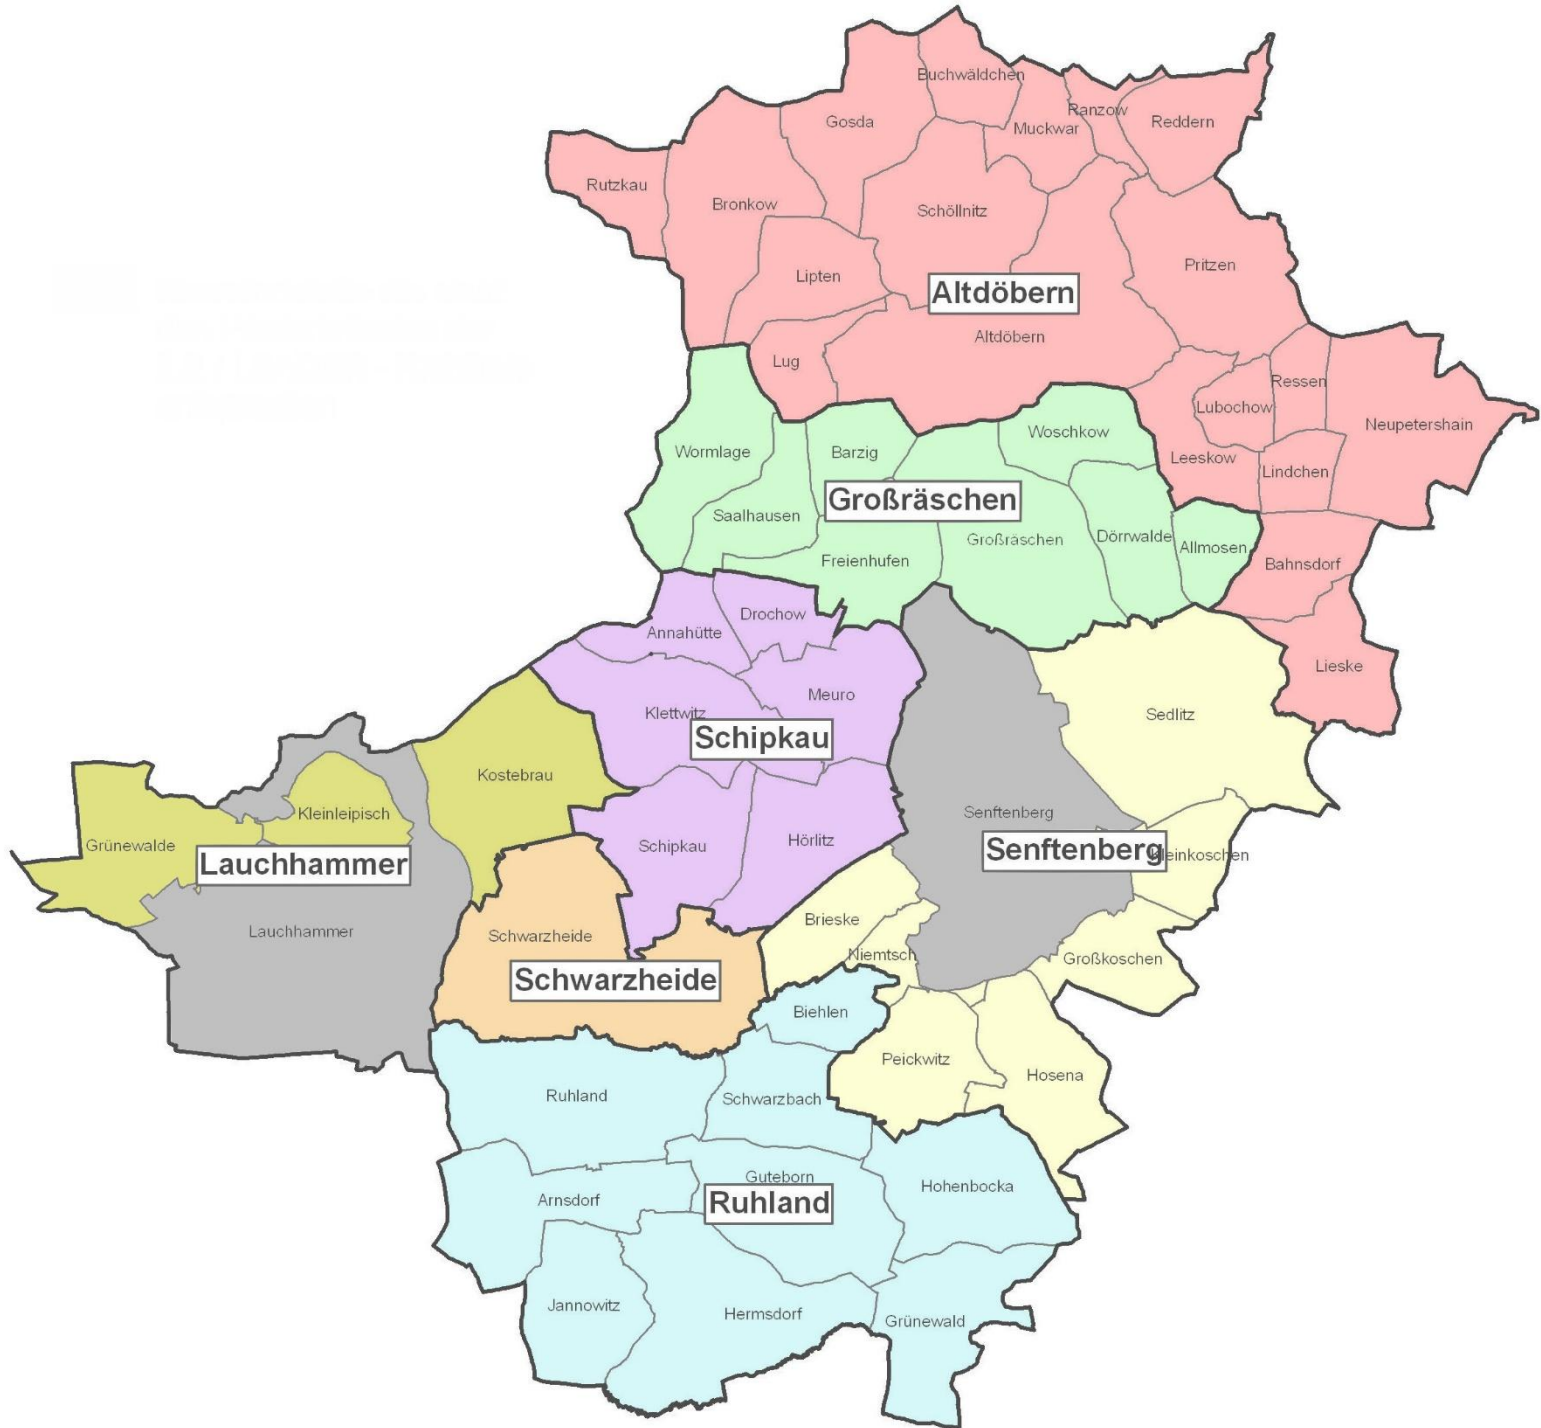 Buchwäldchen
Gosda
Ranzow
Muckwar
Reddern
Rutzkau
Bronkow
Schöllnitz
Pritzen
Lipten
Altdöbern
Altdöbern
Lug
Ressen
Lubochow
Neupetershain
Woschkow
Wormlage
Barzig
Leeskow
Lindchen
Großräschen
Saalhausen
Großräschen
Dörrwalde
Allmosen
Freienhufen
Bahnsdorf
Drochow
Annahütte
Lieske
Meuro
Klettwitz
Sedlitz
Schipkau
Kostebrau
Kleinleipisch
Senftenberg
Hörlitz
Grünewalde
Schipkau
Senftenberg
Kleinkoschen
Lauchhammer
Brieske
Lauchhammer
Schwarzheide
Niemtsch
Großkoschen
Schwarzheide
Biehlen
Peickwitz
Hosena
Ruhland
Schwarzbach
Guteborn
Hohenbocka
Arnsdorf
Ruhland
Jannowitz
Hermsdorf
Grünewald